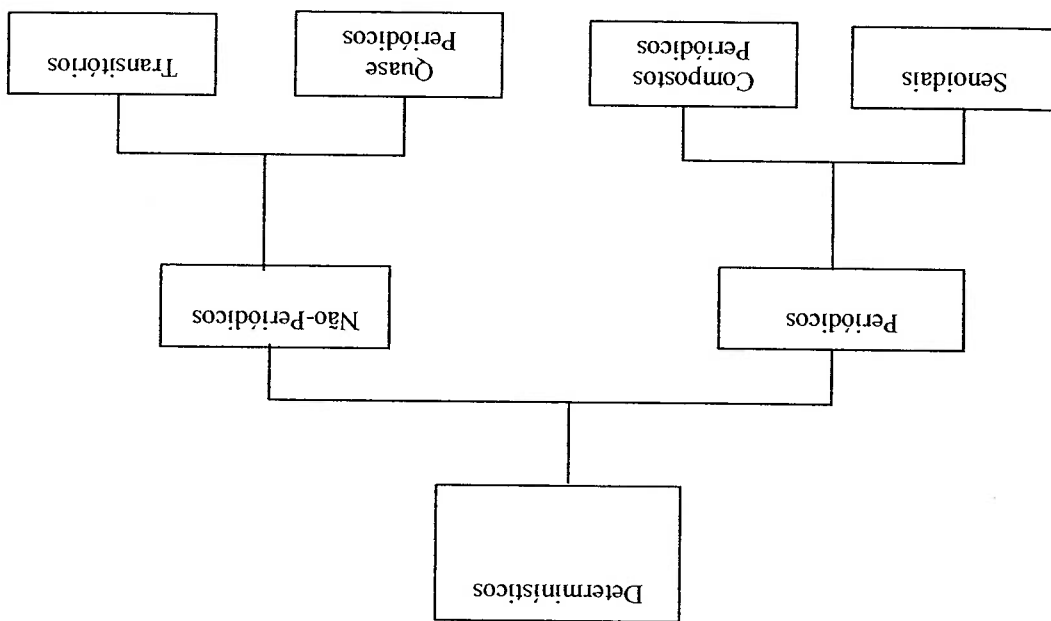 Determinísticos
Periódicos
Não-Periódicos
Senoidais
Compostos
Periódicos
Quase
Periódicos
Transitórios